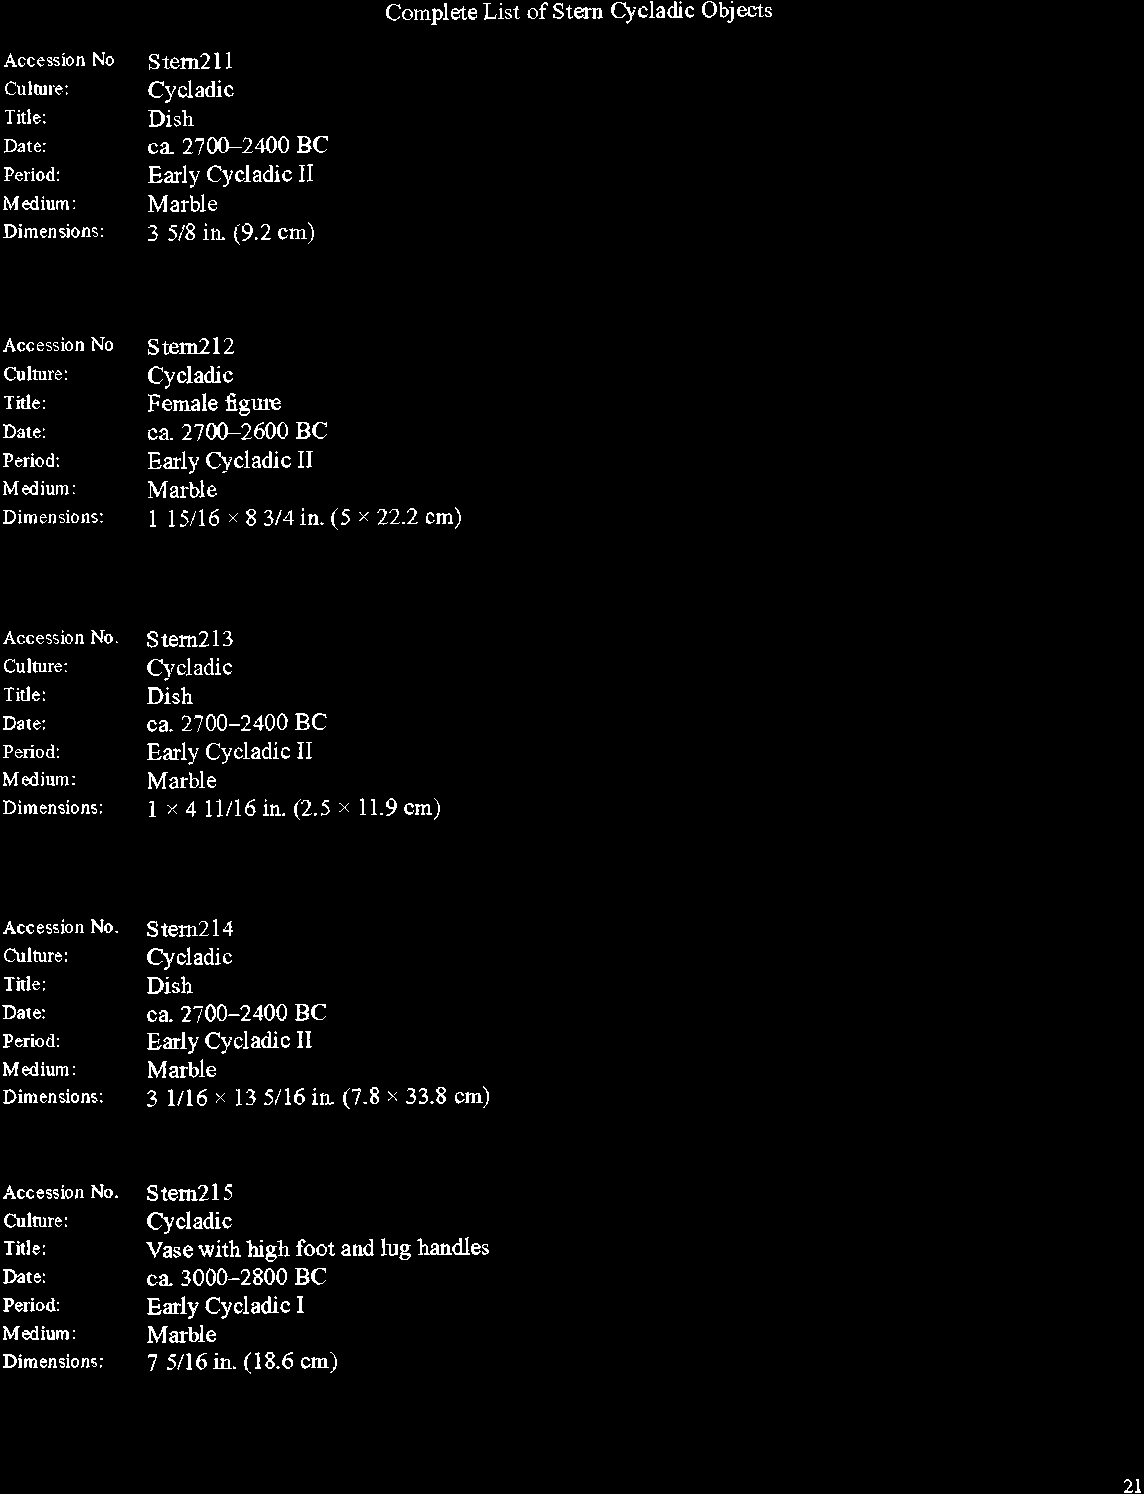 Complete List of Stern Cycladic Objects
Accession No Stern211
Culture: Cycladic
Title: Dish
Date: ca. 2700–2400 BC
Period: Early Cycladic II
Medium: Marble
Dimensions: 3 5/8 in. (9.2 cm)
Accession No Stern212
Culture: Cycladic
Title: Female figure
Date: ca. 2700–2600 BC
Period: Early Cycladic II
Medium: Marble
Dimensions: 1 15/16 × 8 3/4 in. (5 × 22.2 cm)
Accession No. Stern213
Culture: Cycladic
Title: Dish
Date: ca. 2700–2400 BC
Period: Early Cycladic II
Medium: Marble
Dimensions: 1 × 4 11/16 in. (2.5 × 11.9 cm)
Accession No. Stern214
Culture: Cycladic
Title: Dish
Date: ca. 2700–2400 BC
Period: Early Cycladic II
Medium: Marble
Dimensions: 3 1/16 × 13 5/16 in. (7.8 × 33.8 cm)
Accession No. Stern215
Culture: Cycladic
Title: Vase with high foot and lug handles
Date: ca. 3000–2800 BC
Period: Early Cycladic I
Medium: Marble
Dimensions: 7 5/16 in. (18.6 cm)
21